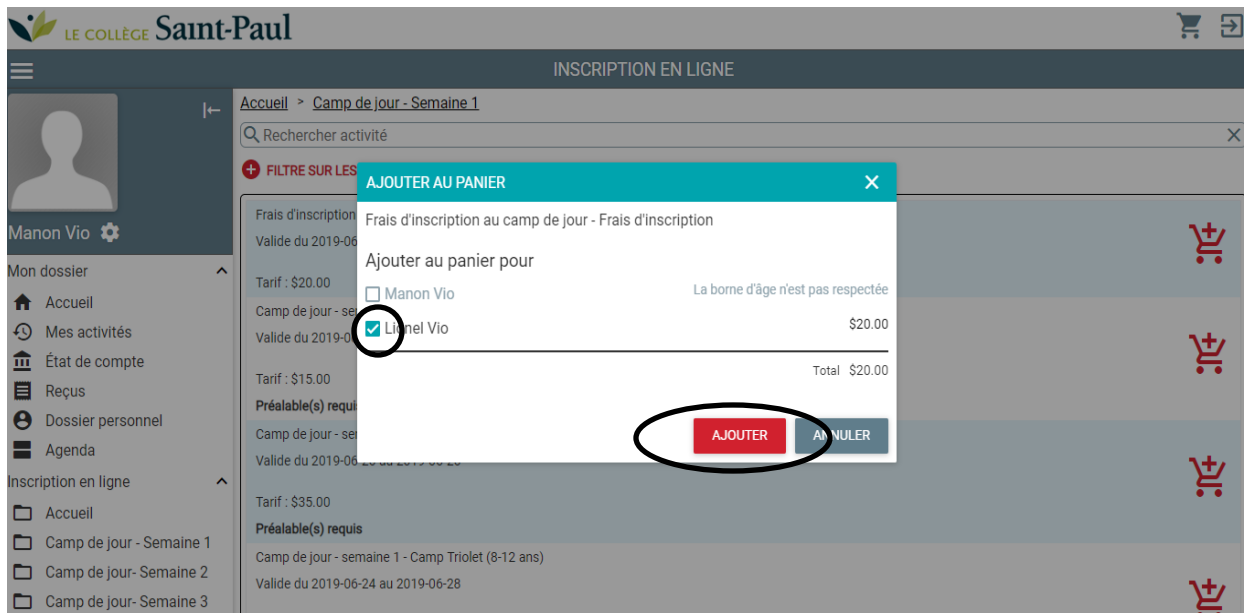 LE COLLÈGE Saint-Paul
INSCRIPTION EN LIGNE
Accueil > Camp de jour - Semaine 1
Rechercher activité
FILTRE SUR LES
Manon Vio
Mon dossier
Accueil
Mes activités
État de compte
Reçus
Dossier personnel
Agenda
Inscription en ligne
Accueil
Camp de jour - Semaine 1
Camp de jour- Semaine 2
Camp de jour- Semaine 3
AJOUTER AU PANIER
Frais d'inscription au camp de jour - Frais d'inscription
Ajouter au panier pour
Manon Vio La borne d'âge n'est pas respectée
Lionel Vio $20.00
Total $20.00
AJOUTER ANNULER
Frais d'inscription
Valide du 2019-06
Tarif : $20.00
Camp de jour - se
Valide du 2019-0
Tarif : $15.00
Préalable(s) requi
Camp de jour - se
Valide du 2019-06
Tarif : $35.00
Préalable(s) requis
Camp de jour - semaine 1 - Camp Triolet (8-12 ans)
Valide du 2019-06-24 au 2019-06-28